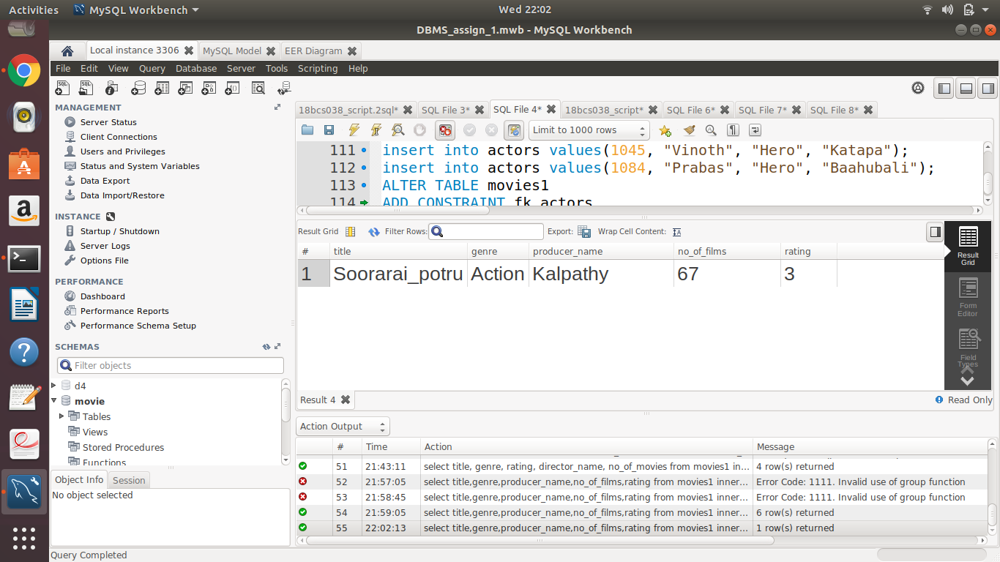 Activities MySQL Workbench Wed 22:02
DBMS_assign_1.mwb - MySQL Workbench
Local instance 3306 MySQL Model EER Diagram
File Edit View Query Database Server Tools Scripting Help
MANAGEMENT
Server Status
Client Connections
Users and Privileges
Status and System Variables
Data Export
Data Import/Restore
INSTANCE
Startup / Shutdown
Server Logs
Options File
PERFORMANCE
Dashboard
Performance Reports
Performance Schema Setup
SCHEMAS
Filter objects
d4
movie
Tables
Views
Stored Procedures
Functions
Object Info Session
No object selected
18bcs038_script.2sql* SQL File 3* SQL File 4* 18bcs038_script* SQL File 6* SQL File 7* SQL File 8*
Limit to 1000 rows
111 insert into actors values(1045, "Vinoth", "Hero", "Katapa");
112 insert into actors values(1084, "Prabas", "Hero", "Baahubali");
113 ALTER TABLE movies1
114 ADD CONSTRAINT fk_actors
Result Grid Filter Rows: Export: Wrap Cell Content:
# title genre producer_name no_of_films rating
1 Soorarai_potru Action Kalpathy 67 3
Result
Grid
Form
Editor
Field
Types
Result 4 Read Only
Action Output
# Time Action Message
51 21:43:11 select title, genre, rating, director_name, no_of_movies from movies1 in... 4 row(s) returned
52 21:57:05 select title,genre,producer_name,no_of_films,rating from movies1 inner... Error Code: 1111. Invalid use of group function
53 21:58:45 select title,genre,producer_name,no_of_films,rating from movies1 inner... Error Code: 1111. Invalid use of group function
54 21:59:05 select title,genre,producer_name,no_of_films,rating from movies1 inner... 6 row(s) returned
55 22:02:13 select title,genre,producer_name,no_of_films,rating from movies1 inner... 1 row(s) returned
Query Completed